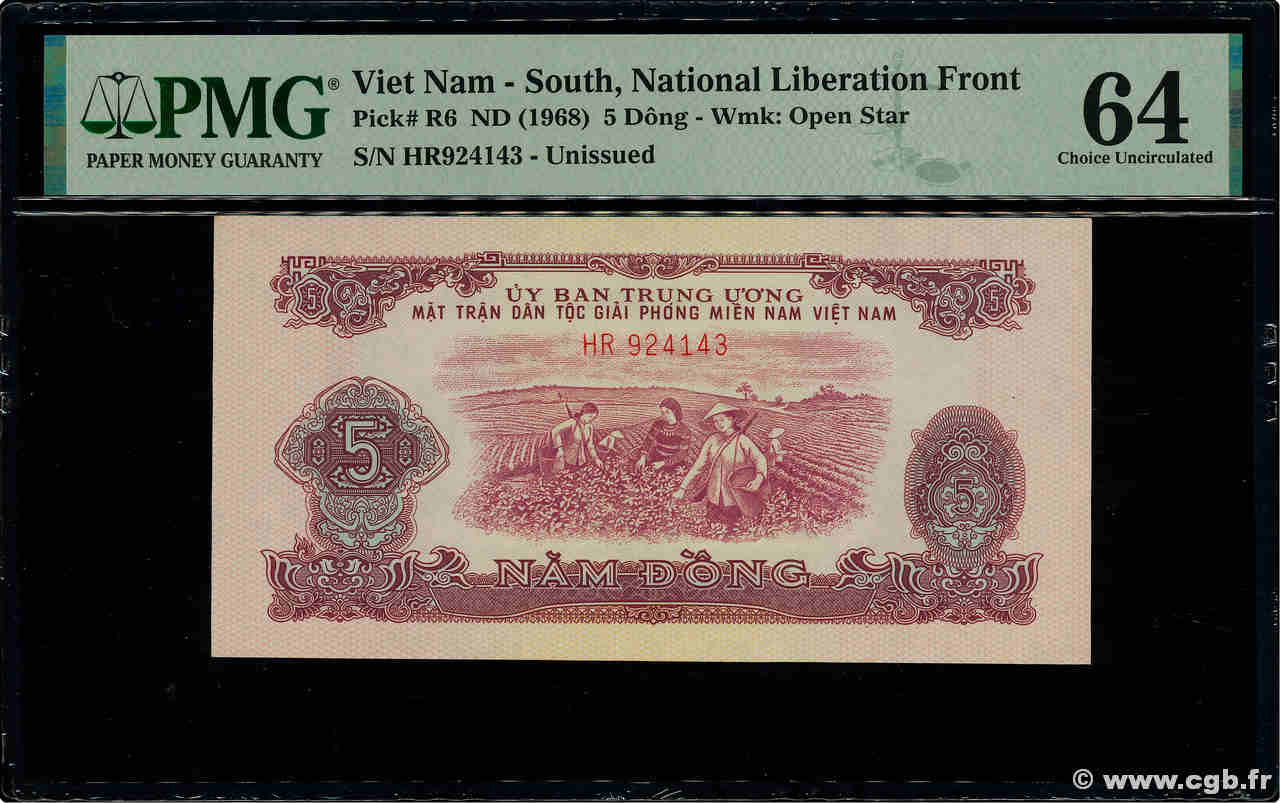 PMG®
PAPER MONEY GUARANTY
Viet Nam - South, National Liberation Front
Pick# R6 ND (1968) 5 Dông - Wmk: Open Star
S/N HR924143 - Unissued
64
Choice Uncirculated
5
5
ỦY BAN TRUNG ƯƠNG
MẶT TRẬN DÂN TỘC GIẢI PHÓNG MIỀN NAM VIỆT NAM
HR 924143
5
5
NĂM ĐỒNG
© www.cgb.fr